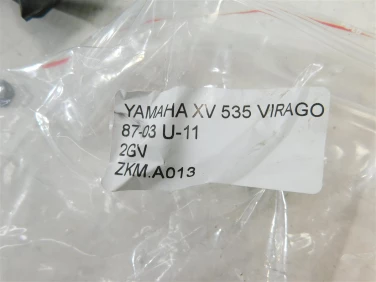 YAMAHA XV 535 VIRAGO
87-03 U-11
2GV
ZKM.A013